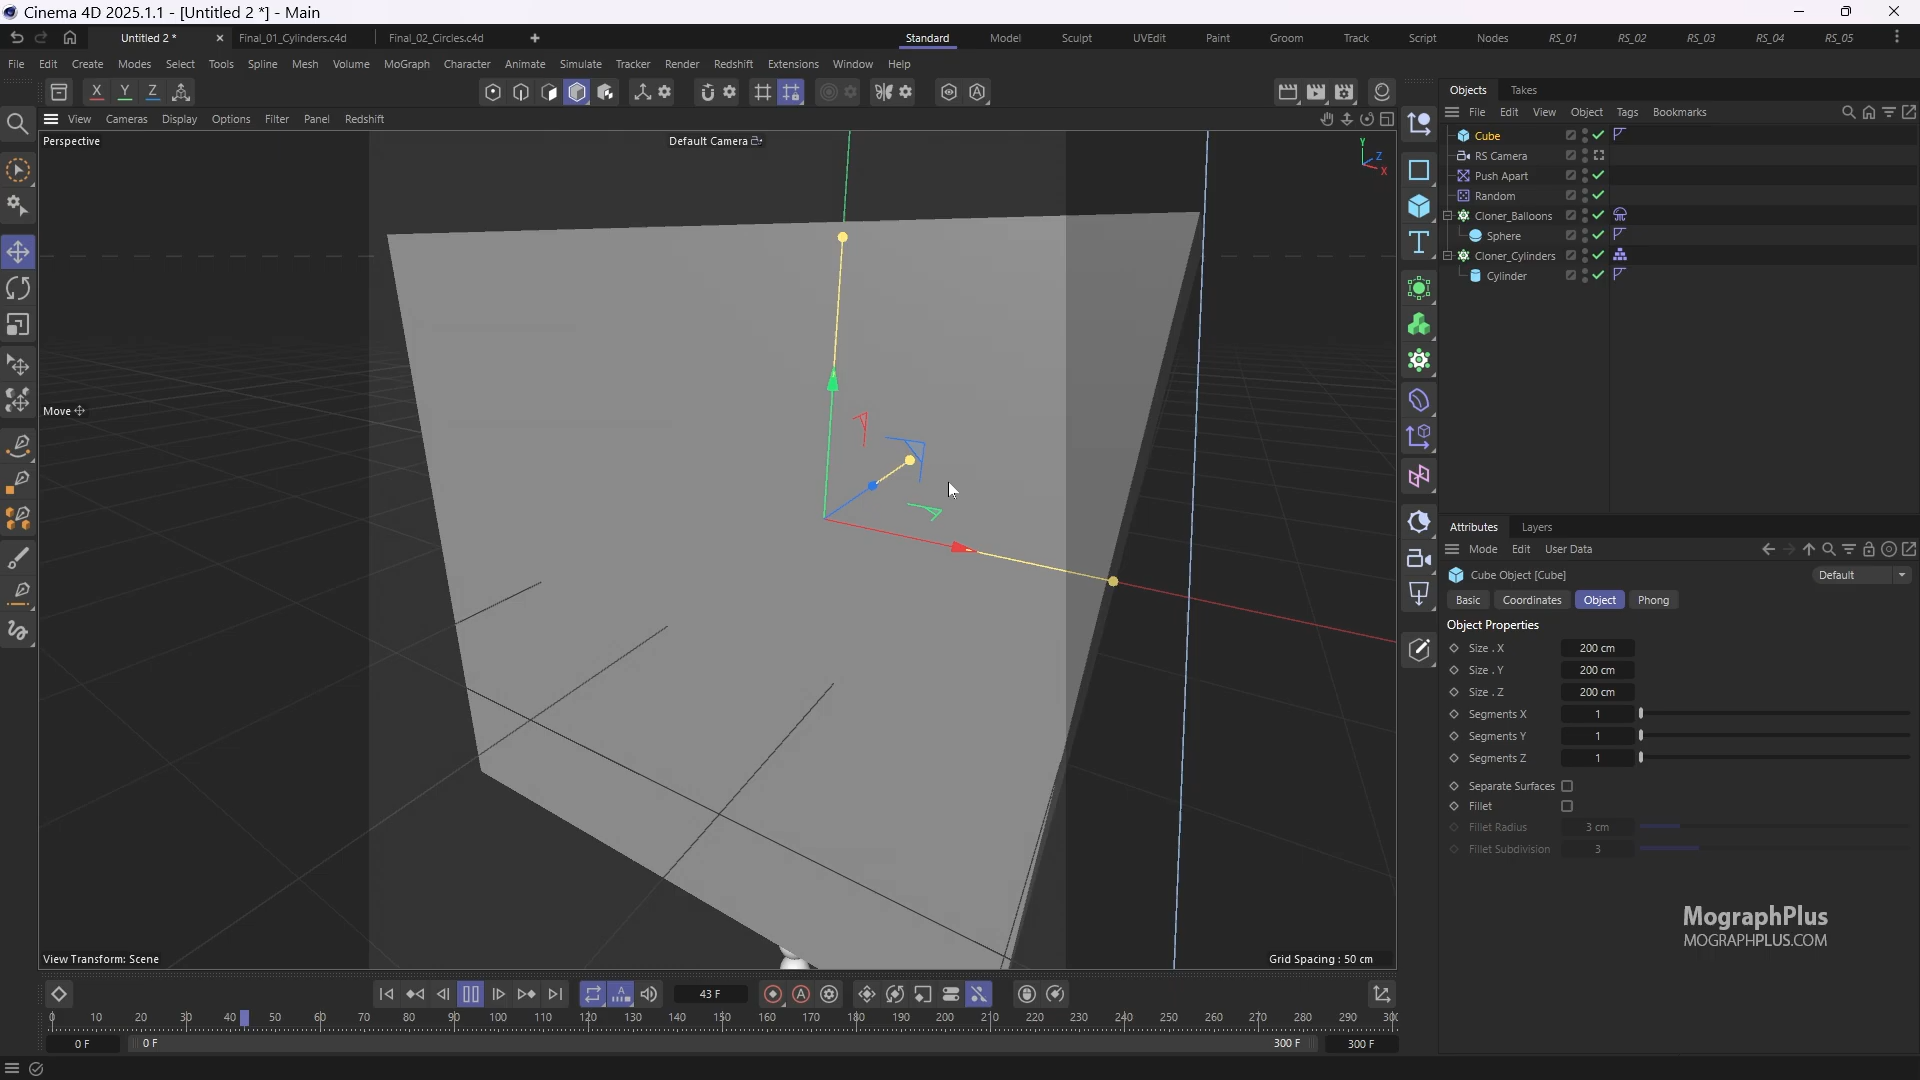 Cinema 4D 2025.1.1 - [Untitled 2 *] - Main
Untitled 2 * Final_01_Cylinders.c4d Final_02_Circles.c4d Standard Model Sculpt UVEdit Paint Groom Track Script Nodes RS_01 RS_02 RS_03 RS_04 RS_05
File Edit Create Modes Select Tools Spline Mesh Volume MoGraph Character Animate Simulate Tracker Render Redshift Extensions Window Help
X Y Z
View Cameras Display Options Filter Panel Redshift
Perspective
Default Camera
Y
Z
X
Move
View Transform: Scene
Grid Spacing : 50 cm
Objects Takes
File Edit View Object Tags Bookmarks
Cube
RS Camera
Push Apart
Random
Cloner_Balloons
Sphere
Cloner_Cylinders
Cylinder
Attributes Layers
Mode Edit User Data
Cube Object [Cube]
Default
Basic Coordinates Object Phong
Object Properties
Size . X 200 cm
Size . Y 200 cm
Size . Z 200 cm
Segments X 1
Segments Y 1
Segments Z 1
Separate Surfaces
Fillet
Fillet Radius 3 cm
Fillet Subdivision 3
MographPlus
MOGRAPHPLUS.COM
43 F
0 10 20 30 40 50 60 70 80 90 100 110 120 130 140 150 160 170 180 190 200 210 220 230 240 250 260 270 280 290
0 F 0 F 300 F 300 F